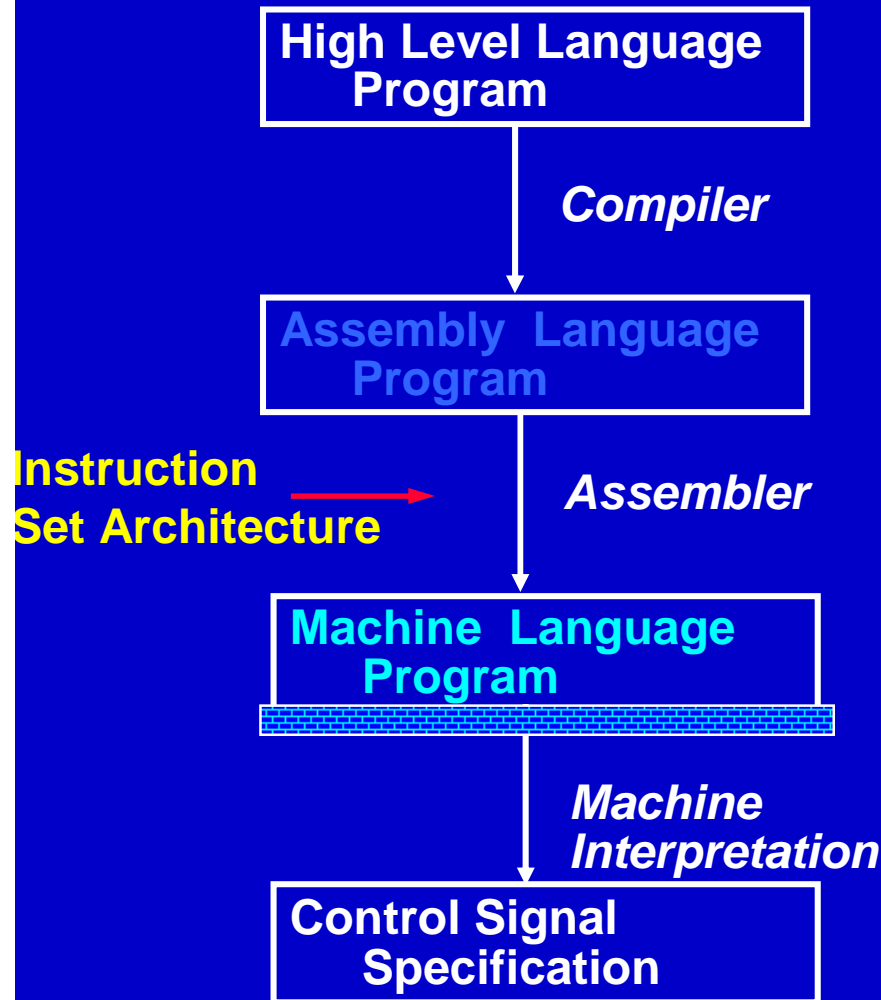 High Level Language
Program
Compiler
Assembly Language
Program
Instruction
Set Architecture
Assembler
Machine Language
Program
Machine
Interpretation
Control Signal
Specification